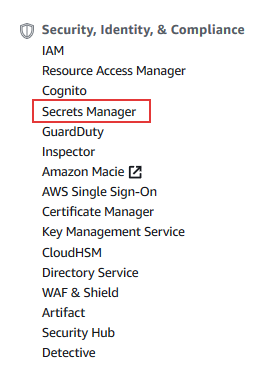 Security, Identity, & Compliance
IAM
Resource Access Manager
Cognito
Secrets Manager
GuardDuty
Inspector
Amazon Macie
AWS Single Sign-On
Certificate Manager
Key Management Service
CloudHSM
Directory Service
WAF & Shield
Artifact
Security Hub
Detective